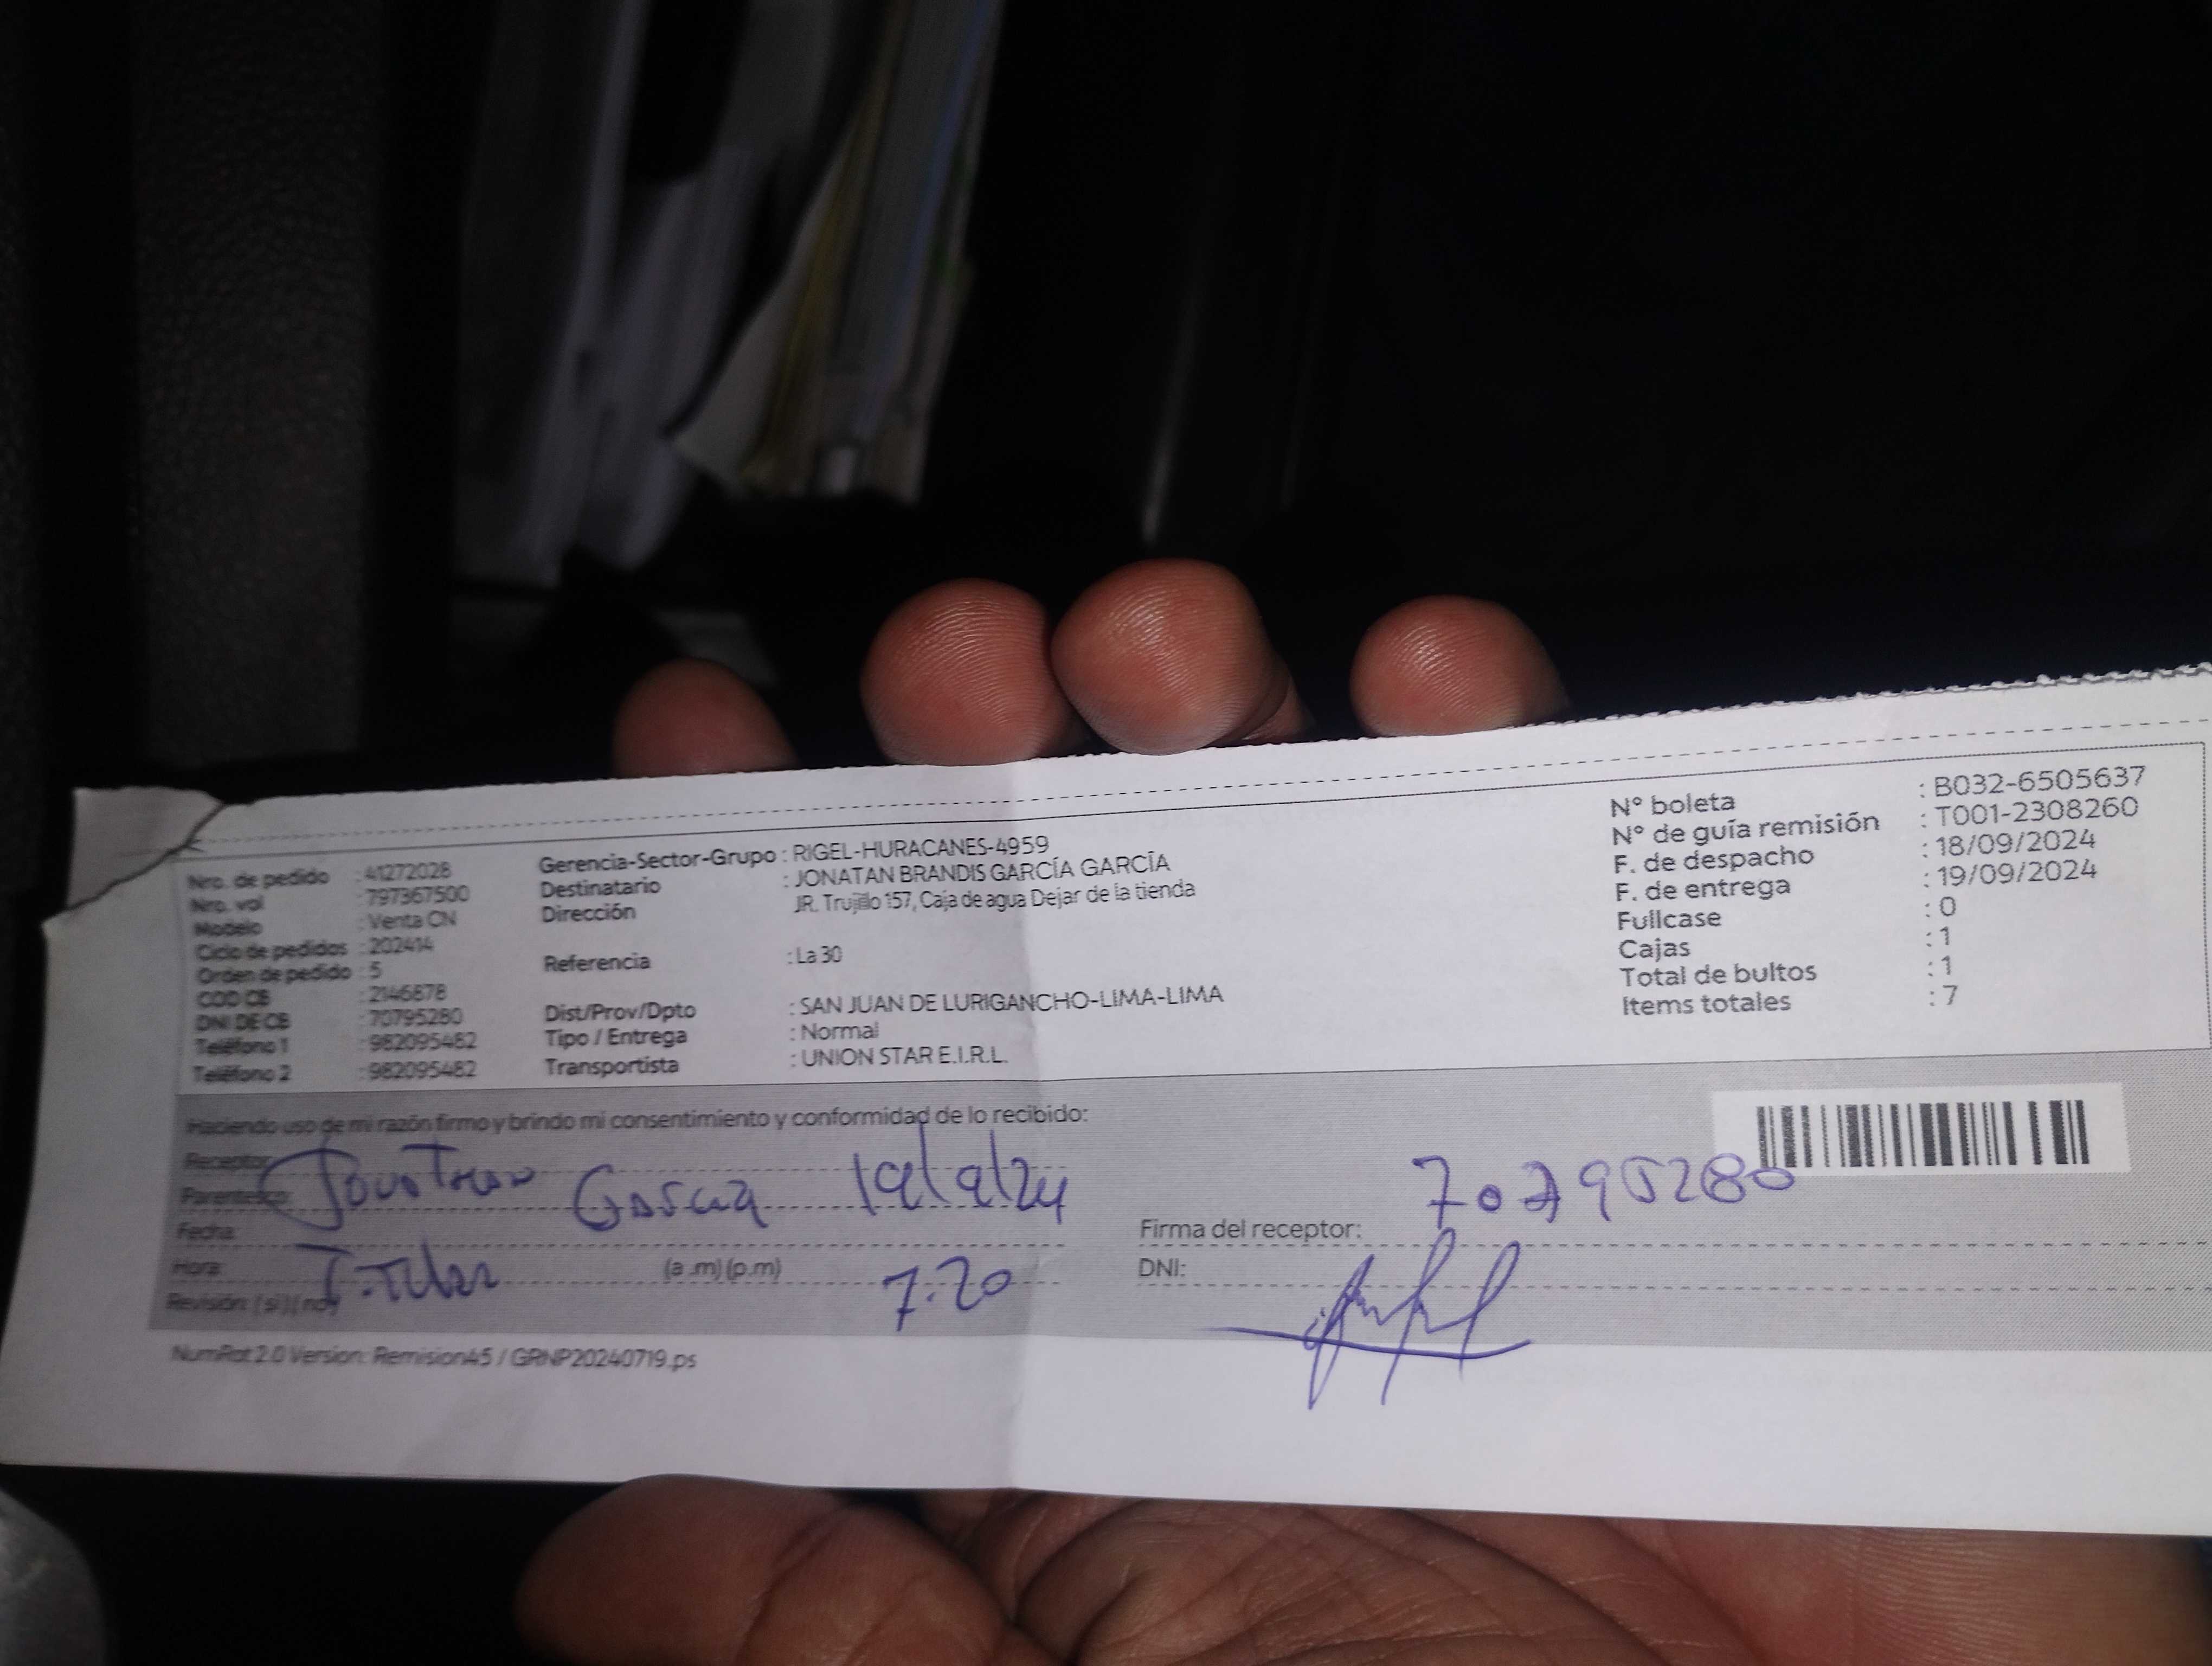 Nro. de pedido : 41272028
Nro. vol : 797367500
Modelo : Venta CN
Ciclo de pedidos : 202414
Orden de pedido : 5
COD CB : 2146878
DNI DE CB : 70795280
Teléfono 1 : 982095482
Teléfono 2 : 982095482
Gerencia-Sector-Grupo : RIGEL-HURACANES-4959
Destinatario : JONATAN BRANDIS GARCÍA GARCÍA
Dirección JR. Trujillo 157, Caja de agua Dejar de la tienda
Referencia : La 30
Dist/Prov/Dpto : SAN JUAN DE LURIGANCHO-LIMA-LIMA
Tipo / Entrega : Normal
Transportista : UNION STAR E.I.R.L.
N° boleta : B032-6505637
N° de guía remisión : T001-2308260
F. de despacho : 18/09/2024
F. de entrega : 19/09/2024
Fullcase : 0
Cajas : 1
Total de bultos : 1
Items totales : 7
Haciendo uso de mi razón firmo y brindo mi consentimiento y conformidad de lo recibido:
Receptor:
Parentesco: Jonatan Garcia 19/9/24
Fecha:
Hora: Titular (a.m) (p.m) 7.20
Revisión: ( si ) ( no )
70795280
Firma del receptor:
DNI:
NumRot 2.0 Version: Remision45 / GRNP20240719.ps